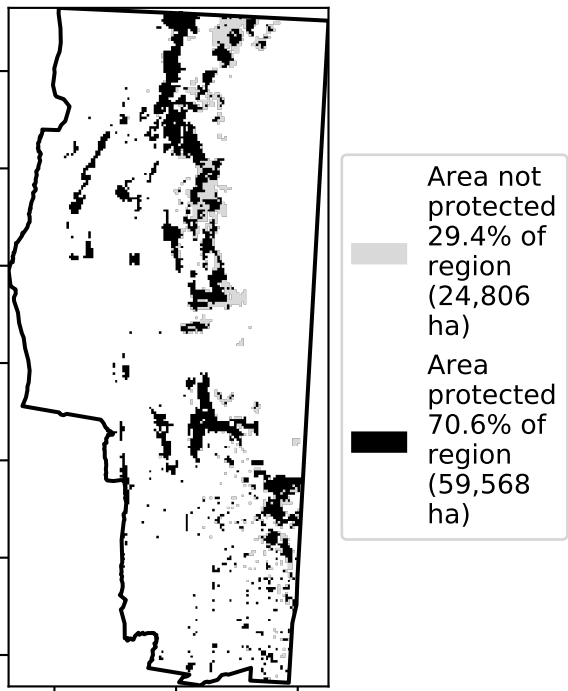 Area not
protected
29.4% of
region
(24,806
ha)
Area
protected
70.6% of
region
(59,568
ha)